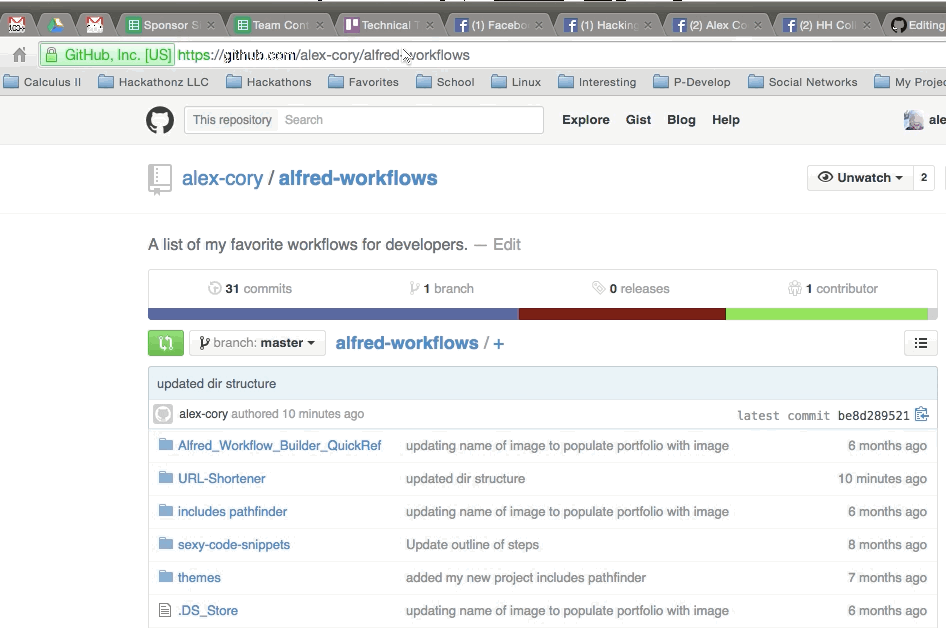 Sponsor S
Team Cont
Technical T
(1) Facebo
(1) Hacking
(2) Alex Co
(2) HH Coll
Editing
GitHub, Inc. [US] https://github.com/alex-cory/alfred-workflows
Calculus II Hackathonz LLC Hackathons Favorites School Linux Interesting P-Develop Social Networks My Projec
This repository Search Explore Gist Blog Help ale
alex-cory / alfred-workflows Unwatch 2
A list of my favorite workflows for developers. — Edit
31 commits 1 branch 0 releases 1 contributor
branch: master alfred-workflows / +
updated dir structure
alex-cory authored 10 minutes ago latest commit be8d289521
Alfred_Workflow_Builder_QuickRef updating name of image to populate portfolio with image 6 months ago
URL-Shortener updated dir structure 10 minutes ago
includes pathfinder updating name of image to populate portfolio with image 6 months ago
sexy-code-snippets Update outline of steps 8 months ago
themes added my new project includes pathfinder 7 months ago
.DS_Store updating name of image to populate portfolio with image 6 months ago